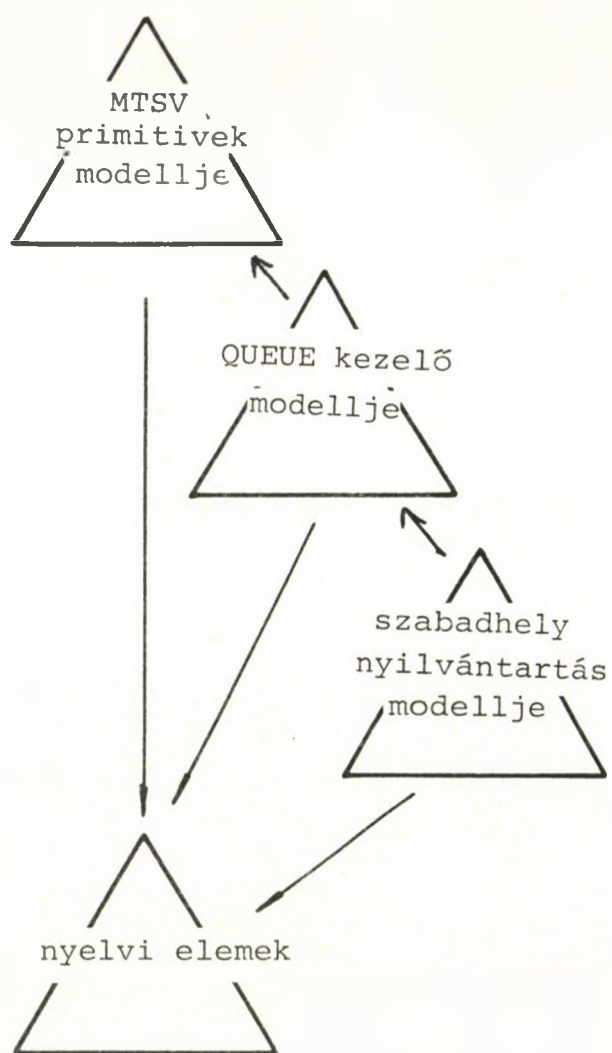 MTSV
primitivek
modellje
QUEUE kezelő
modellje
szabadhely
nyilvántartás
modellje
nyelvi elemek